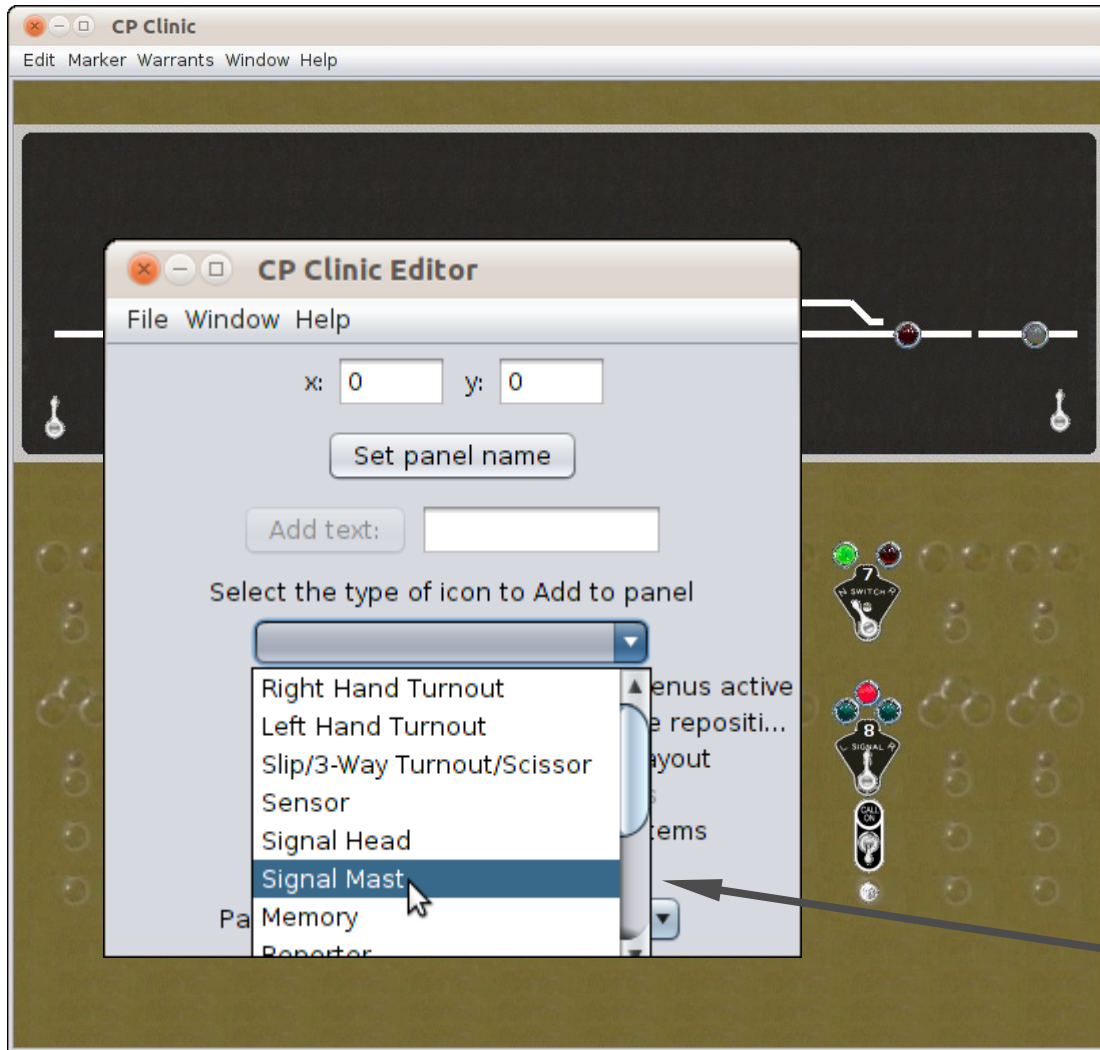 CP Clinic
Edit Marker Warrants Window Help
CP Clinic Editor
File Window Help
x: 0 y: 0
Set panel name
Add text:
Select the type of icon to Add to panel
Right Hand Turnout
Left Hand Turnout
Slip/3-Way Turnout/Scissor
Sensor
Signal Head
Signal Mast
Memory
Reporter
enus active
e repositi...
ayout
s
tems
Pa
7
N SWITCH R
8
L SIGNAL R
CALL
ON